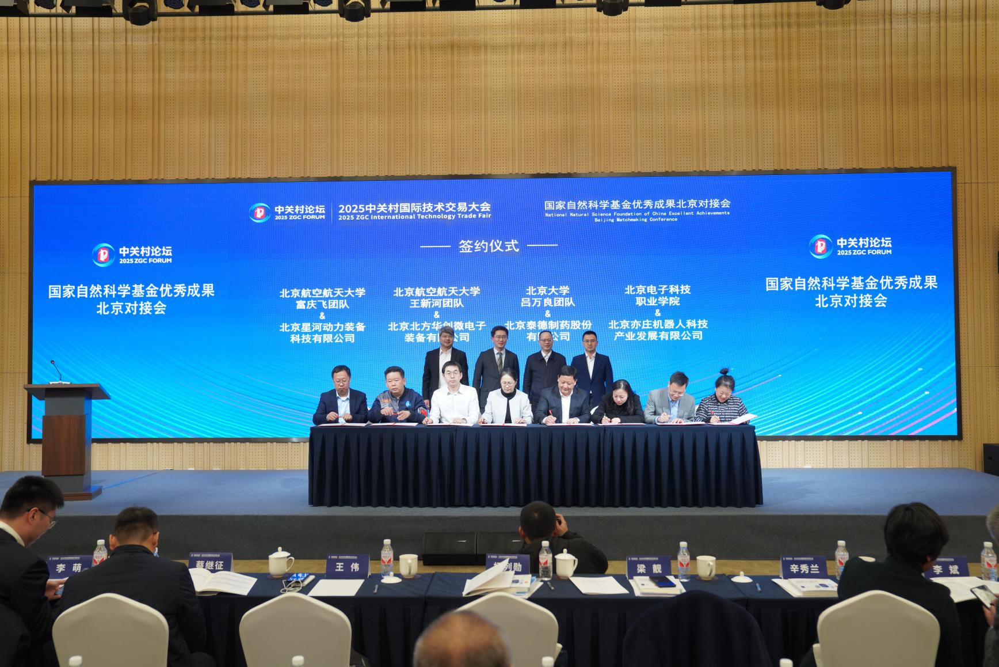 中关村论坛
2025 ZGC FORUM
2025中关村国际技术交易大会
2025 ZGC International Technology Trade Fair
国家自然科学基金优秀成果北京对接会
National Natural Science Foundation of China Excellent Achievements
Beijing Matchmaking Conference
签约仪式
中关村论坛
2025 ZGC FORUM
国家自然科学基金优秀成果
北京对接会
北京航空航天大学
富庆飞团队
&
北京星河动力装备
科技有限公司
北京航空航天大学
王新河团队
&
北京北方华创微电子
装备有公司
北京大学
吕万良团队
&
北京泰德制药股份
有公司
北京电子科技
职业学院
&
北京亦庄机器人科技
产业发展有限公司
中关村论坛
2025 ZGC FORUM
国家自然科学基金优秀成果
北京对接会
李萌
蔡继征
王伟
勋
梁靓
辛秀兰
李斌